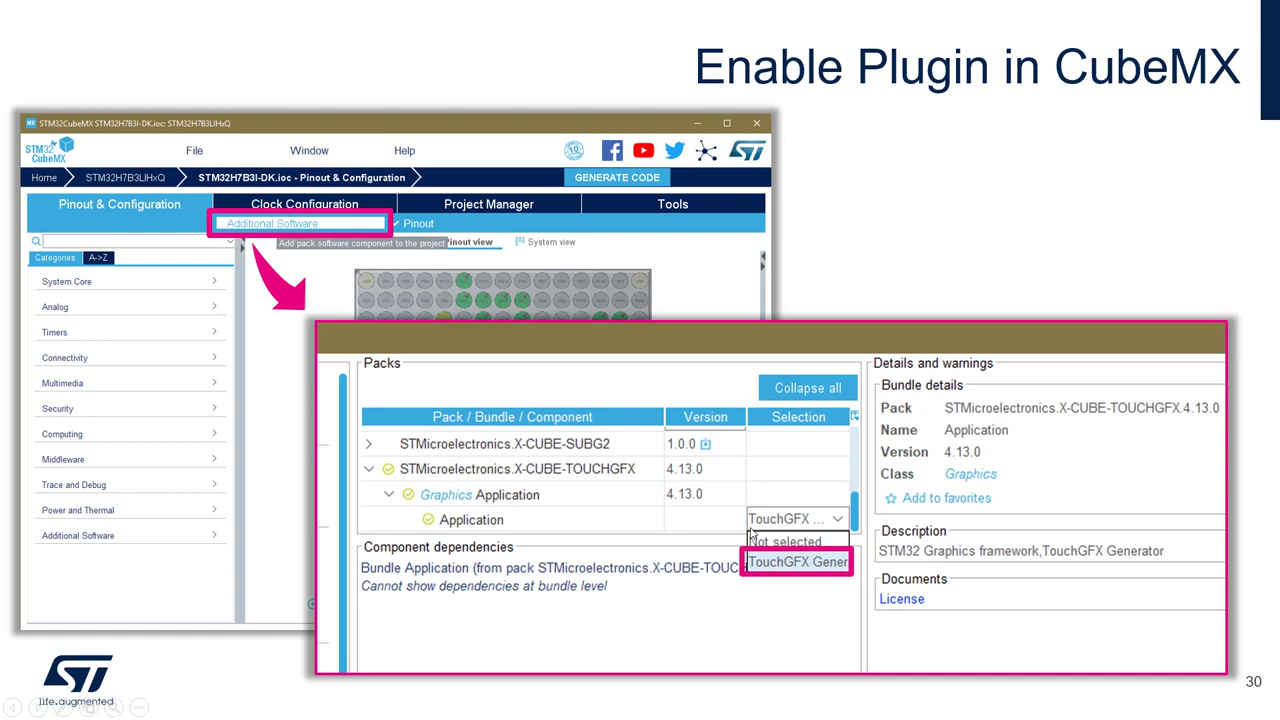 Enable Plugin in CubeMX
MX STM32CubeMX STM32H7B3I-DK.ioc: STM32H7B3LIHxQ
STM32
CubeMX
File Window Help
10
Home STM32H7B3LIHxQ STM32H7B3I-DK.ioc - Pinout & Configuration GENERATE CODE
Pinout & Configuration Clock Configuration Project Manager Tools
Additional Software Pinout
Add pack software component to the project Pinout view System view
Categories A->Z
System Core
Analog
Timers
Connectivity
Multimedia
Security
Computing
Middleware
Trace and Debug
Power and Thermal
Additional Software
Packs
Collapse all
Pack / Bundle / Component Version Selection
STMicroelectronics.X-CUBE-SUBG2 1.0.0
STMicroelectronics.X-CUBE-TOUCHGFX 4.13.0
Graphics Application 4.13.0
Application TouchGFX ...
Not selected
TouchGFX Gener
Component dependencies
Bundle Application (from pack STMicroelectronics.X-CUBE-TOUC
Cannot show dependencies at bundle level
Details and warnings
Bundle details
Pack STMicroelectronics.X-CUBE-TOUCHGFX.4.13.0
Name Application
Version 4.13.0
Class Graphics
Add to favorites
Description
STM32 Graphics framework,TouchGFX Generator
Documents
License
ST
life.augmented
30